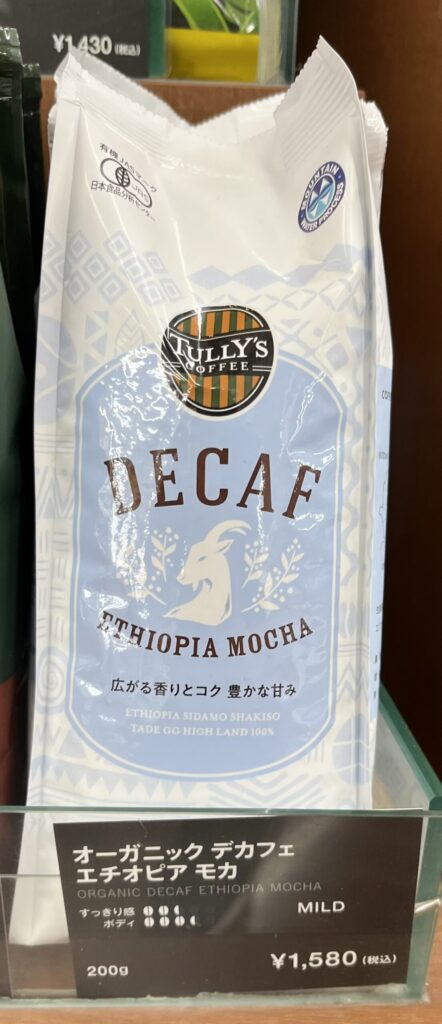 ¥1,430 (税込)
有機JASマーク
JAS
日本食品分析センター
MOUNTAIN
WATER PROCESS
TULLY'S
COFFEE
DECAF
ETHIOPIA MOCHA
広がる香りとコク 豊かな甘み
ETHIOPIA SIDAMO SHAKISO
TADE GG HIGH LAND 100%
オーガニック デカフェ
エチオピア モカ
ORGANIC DECAF ETHIOPIA MOCHA
すっきり感
MILD
ボディ
200g
¥1,580 (税込)